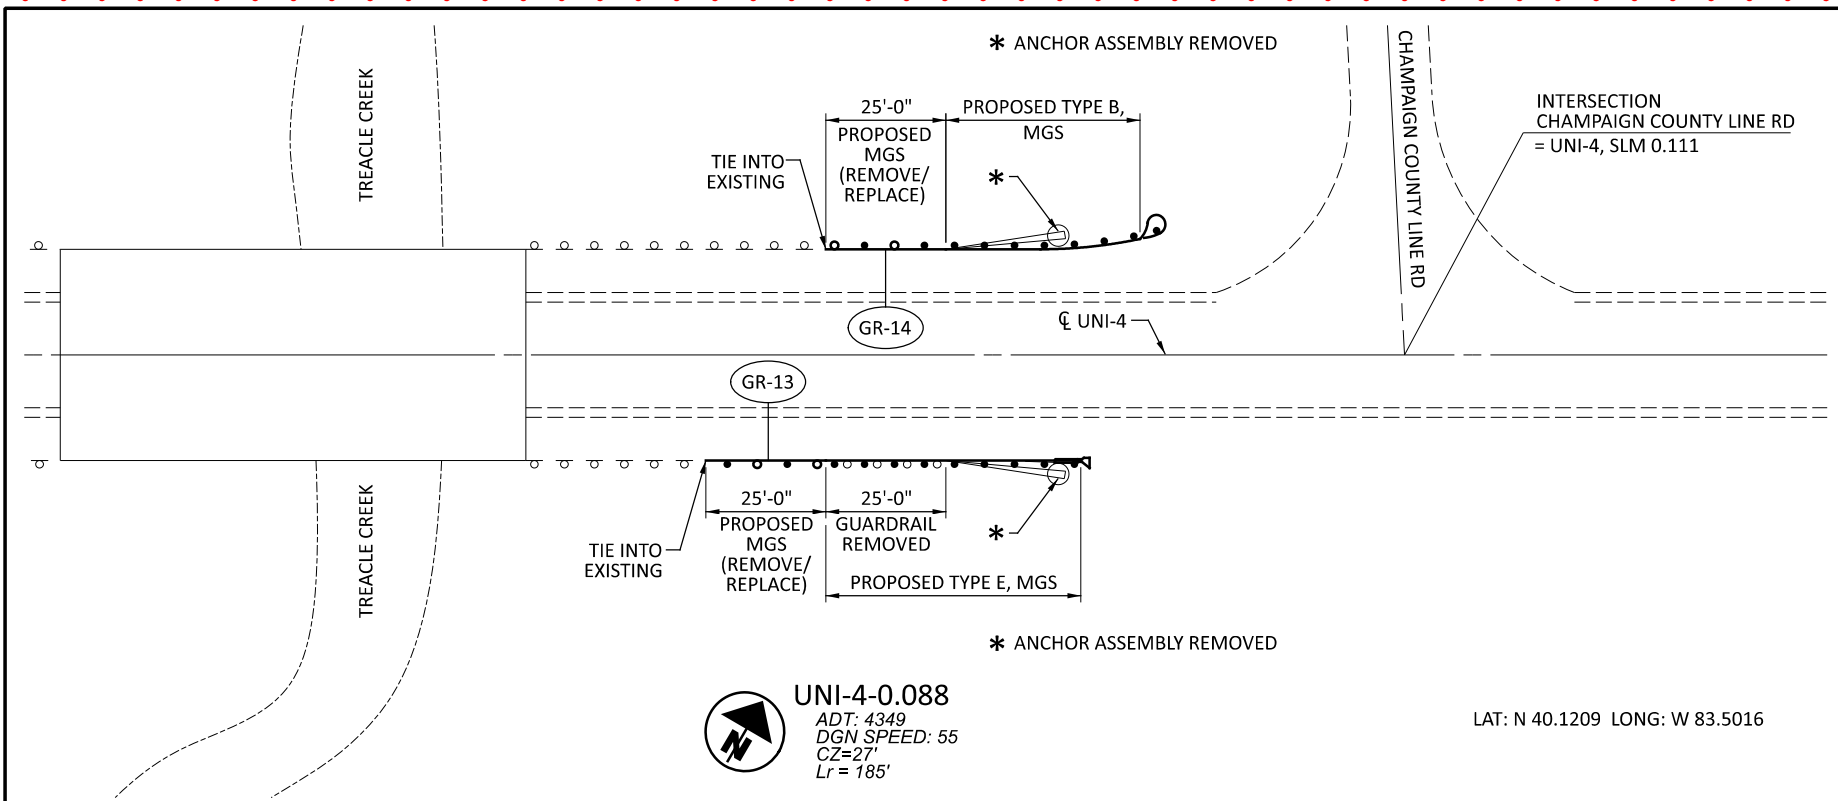 * ANCHOR ASSEMBLY REMOVED
TREACLE CREEK
CHAMPAIGN COUNTY LINE RD
INTERSECTION
CHAMPAIGN COUNTY LINE RD
= UNI-4, SLM 0.111
25'-0"
PROPOSED
MGS
(REMOVE/
REPLACE)
PROPOSED TYPE B,
MGS
TIE INTO
EXISTING
*
GR-14
℄ UNI-4
GR-13
25'-0"
PROPOSED
MGS
(REMOVE/
REPLACE)
25'-0"
GUARDRAIL
REMOVED
*
TIE INTO
EXISTING
PROPOSED TYPE E, MGS
TREACLE CREEK
* ANCHOR ASSEMBLY REMOVED
N
UNI-4-0.088
ADT: 4349
DGN SPEED: 55
CZ=27'
Lr = 185'
LAT: N 40.1209 LONG: W 83.5016